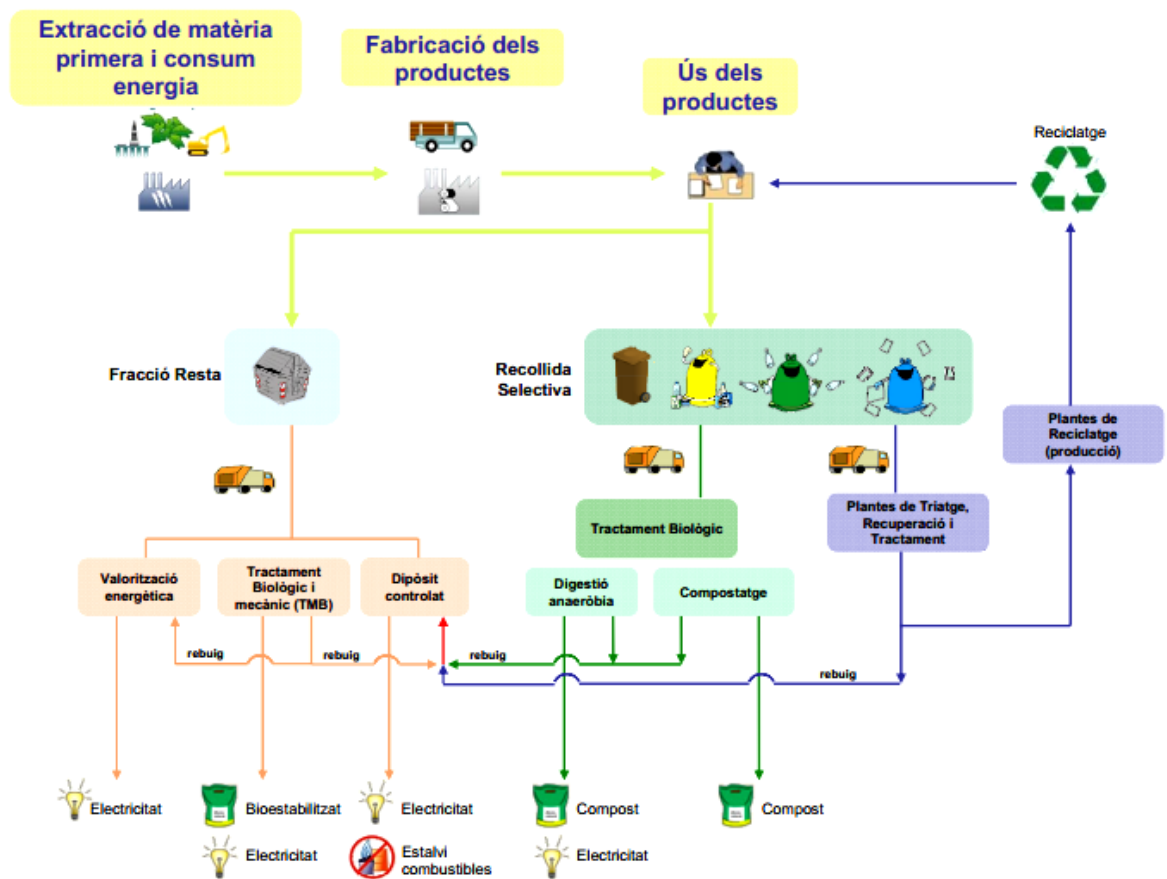 Extracció de matèria
primera i consum
energia
Fabricació dels
productes
Ús dels
productes
Reciclatge
Fracció Resta
Recollida
Selectiva
Plantes de
Reciclatge
(producció)
Tractament Biològic
Plantes de Triatge,
Recuperació i
Tractament
Valorització
energètica
Tractament
Biològic i
mecànic (TMB)
Dipòsit
controlat
Digestió
anaeròbia
Compostatge
rebuig
rebuig
rebuig
rebuig
Electricitat
Bioestabilitzat
Electricitat
Compost
Compost
Electricitat
Estalvi
combustibles
Electricitat